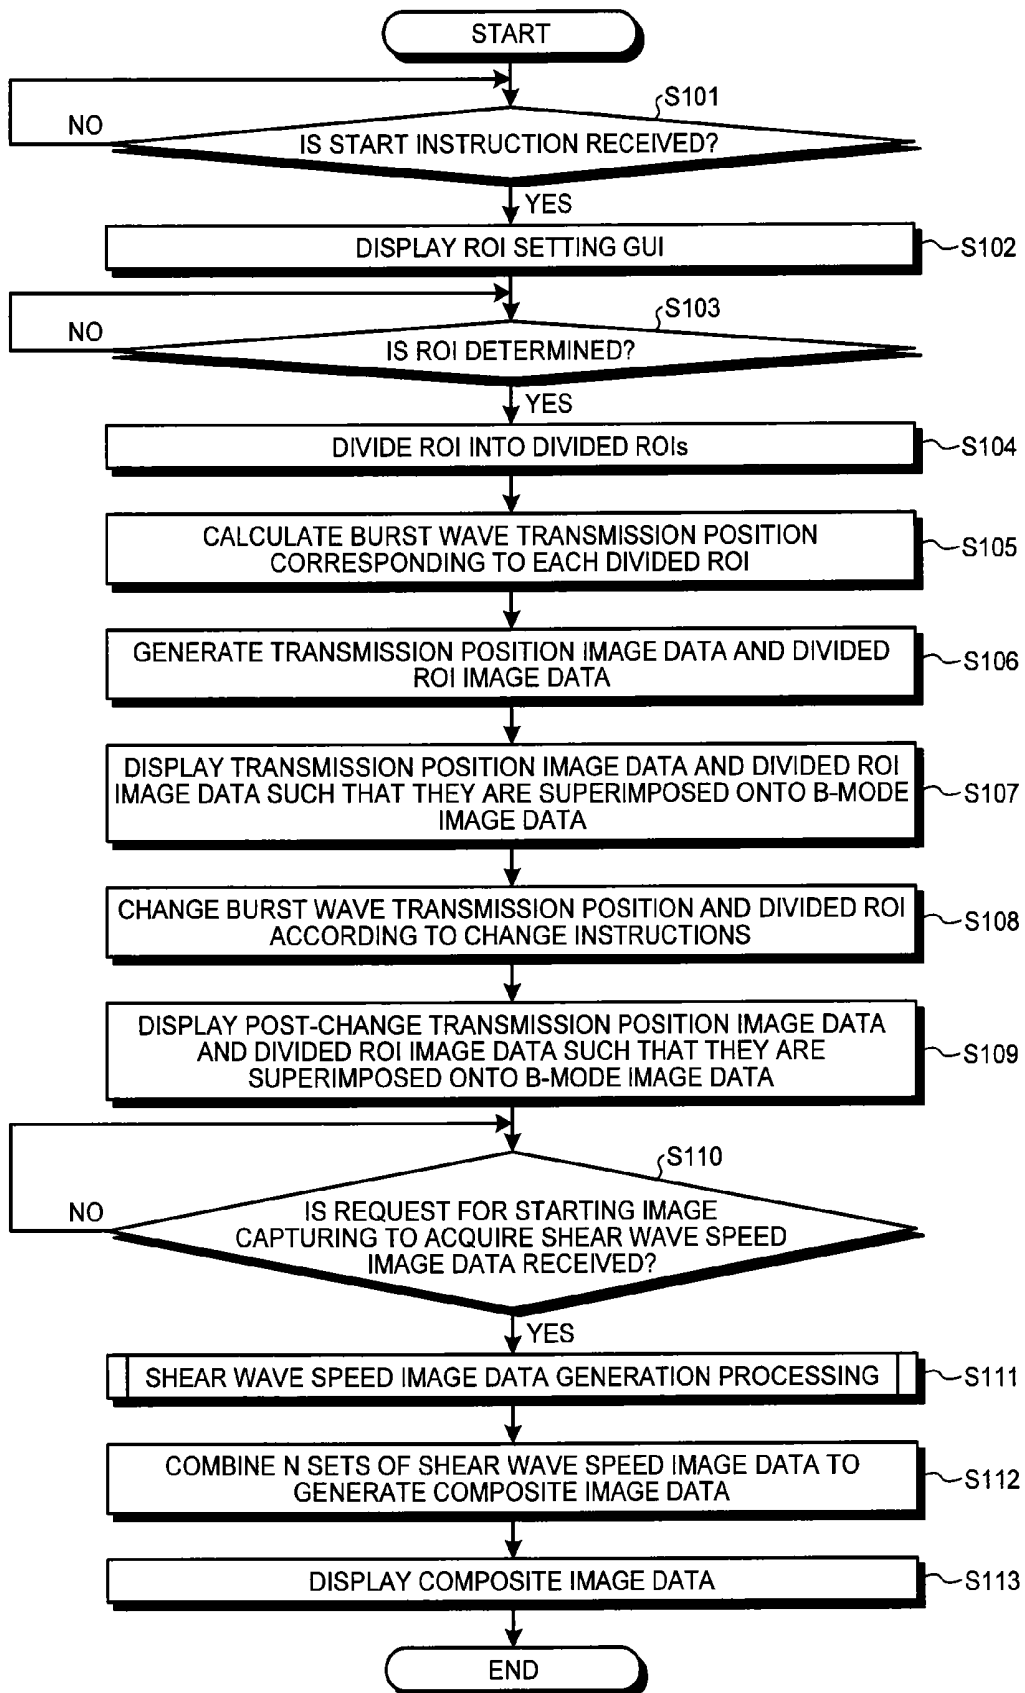 START
S101
NO
IS START INSTRUCTION RECEIVED?
YES
DISPLAY ROI SETTING GUI
S102
S103
NO
IS ROI DETERMINED?
YES
DIVIDE ROI INTO DIVIDED ROIs
S104
CALCULATE BURST WAVE TRANSMISSION POSITION
CORRESPONDING TO EACH DIVIDED ROI
S105
GENERATE TRANSMISSION POSITION IMAGE DATA AND DIVIDED
ROI IMAGE DATA
S106
DISPLAY TRANSMISSION POSITION IMAGE DATA AND DIVIDED ROI
IMAGE DATA SUCH THAT THEY ARE SUPERIMPOSED ONTO B-MODE
IMAGE DATA
S107
CHANGE BURST WAVE TRANSMISSION POSITION AND DIVIDED ROI
ACCORDING TO CHANGE INSTRUCTIONS
S108
DISPLAY POST-CHANGE TRANSMISSION POSITION IMAGE DATA
AND DIVIDED ROI IMAGE DATA SUCH THAT THEY ARE
SUPERIMPOSED ONTO B-MODE IMAGE DATA
S109
S110
NO
IS REQUEST FOR STARTING IMAGE
CAPTURING TO ACQUIRE SHEAR WAVE SPEED
IMAGE DATA RECEIVED?
YES
SHEAR WAVE SPEED IMAGE DATA GENERATION PROCESSING
S111
COMBINE N SETS OF SHEAR WAVE SPEED IMAGE DATA TO
GENERATE COMPOSITE IMAGE DATA
S112
DISPLAY COMPOSITE IMAGE DATA
S113
END